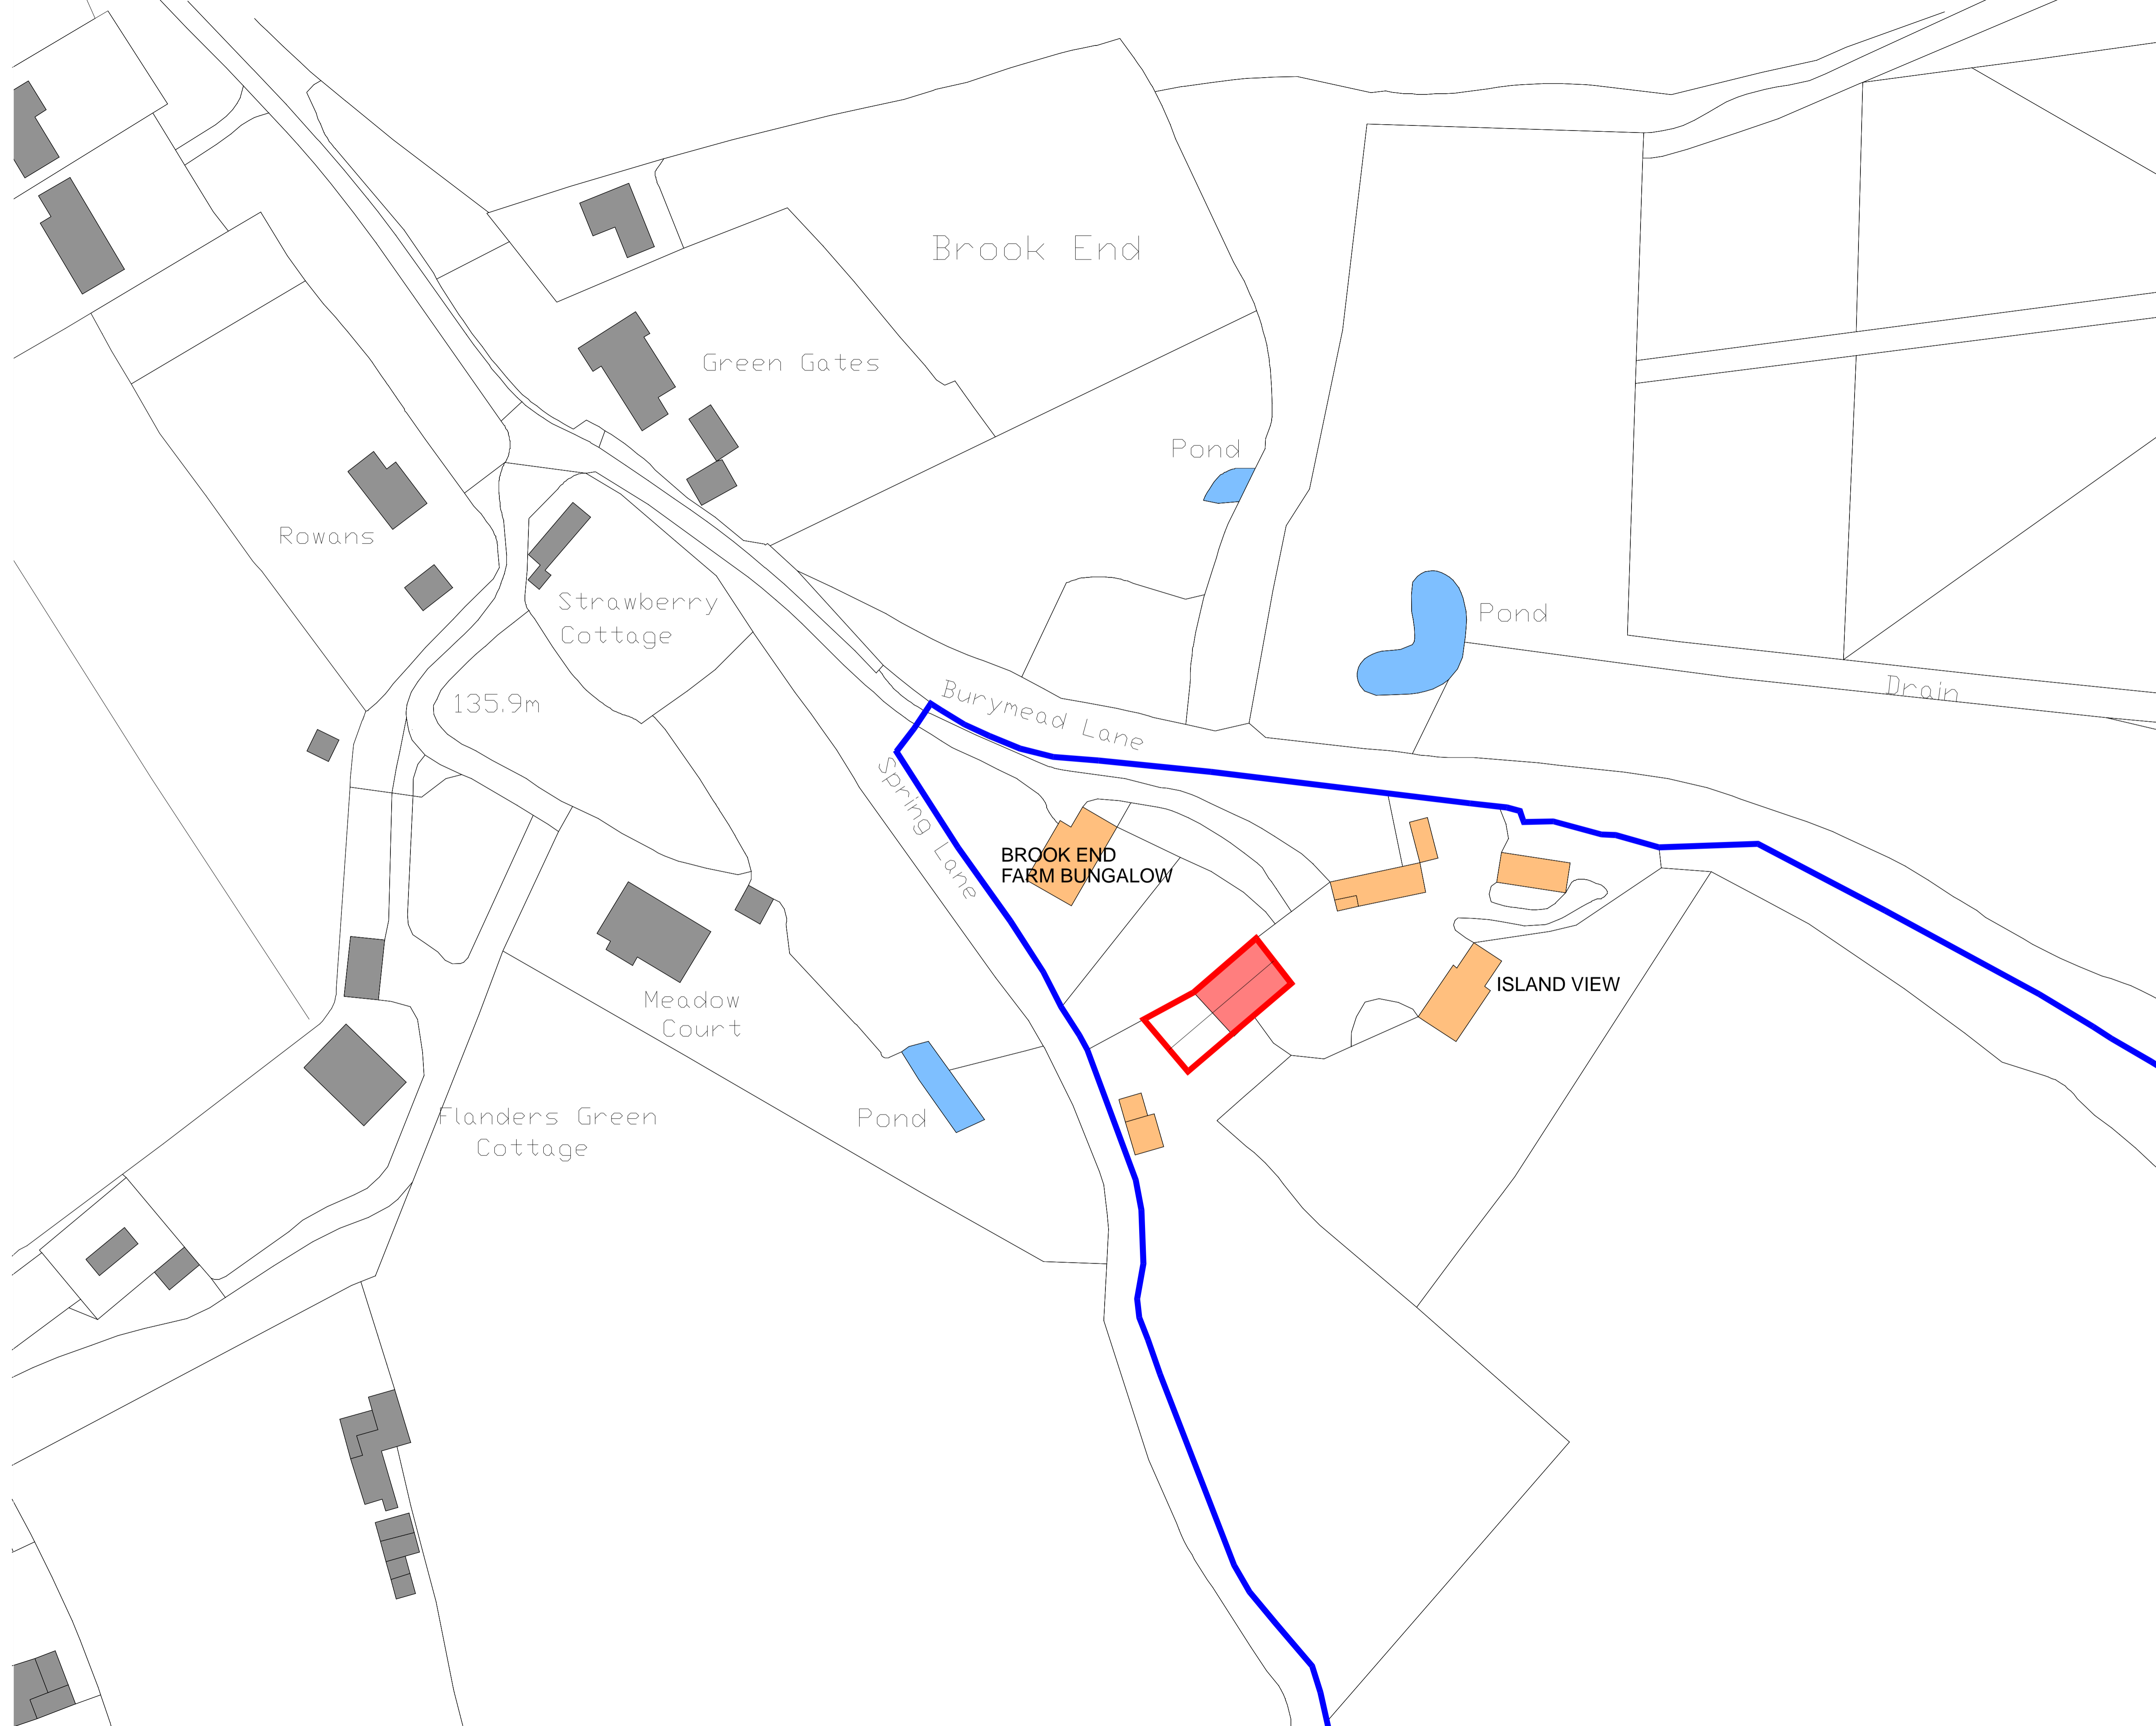 Brook End
Green Gates
Pond
Rowans
Strawberry
Cottage
Pond
135.9m
Drain
Burymead Lane
Spring Lane
BROOK END
FARM BUNGALOW
ISLAND VIEW
Meadow
Court
Pond
Flanders Green
Cottage